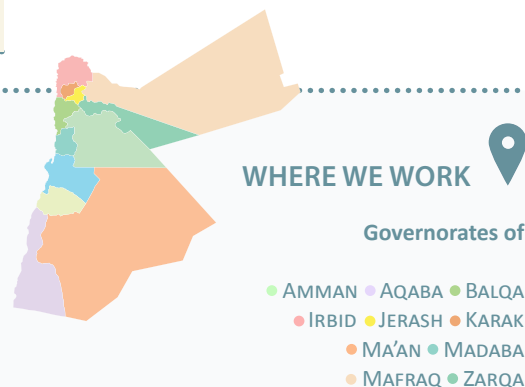 WHERE WE WORK
Governorates of
AMMAN AQABA BALQA
IRBID JERASH KARAK
MA'AN MADABA
MAFRAQ ZARQA